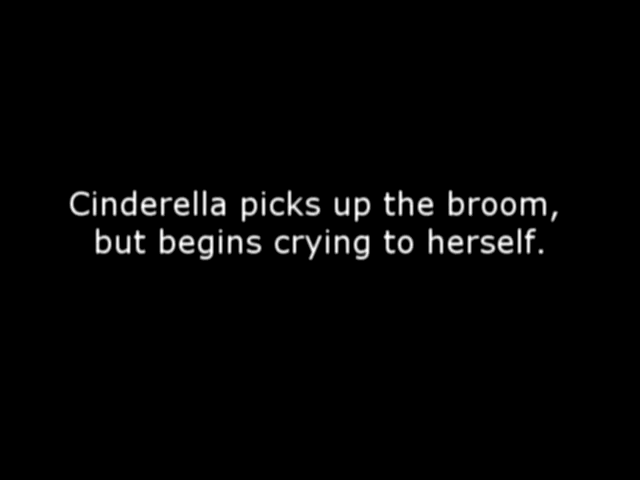 Cinderella picks up the broom,
but begins crying to herself.